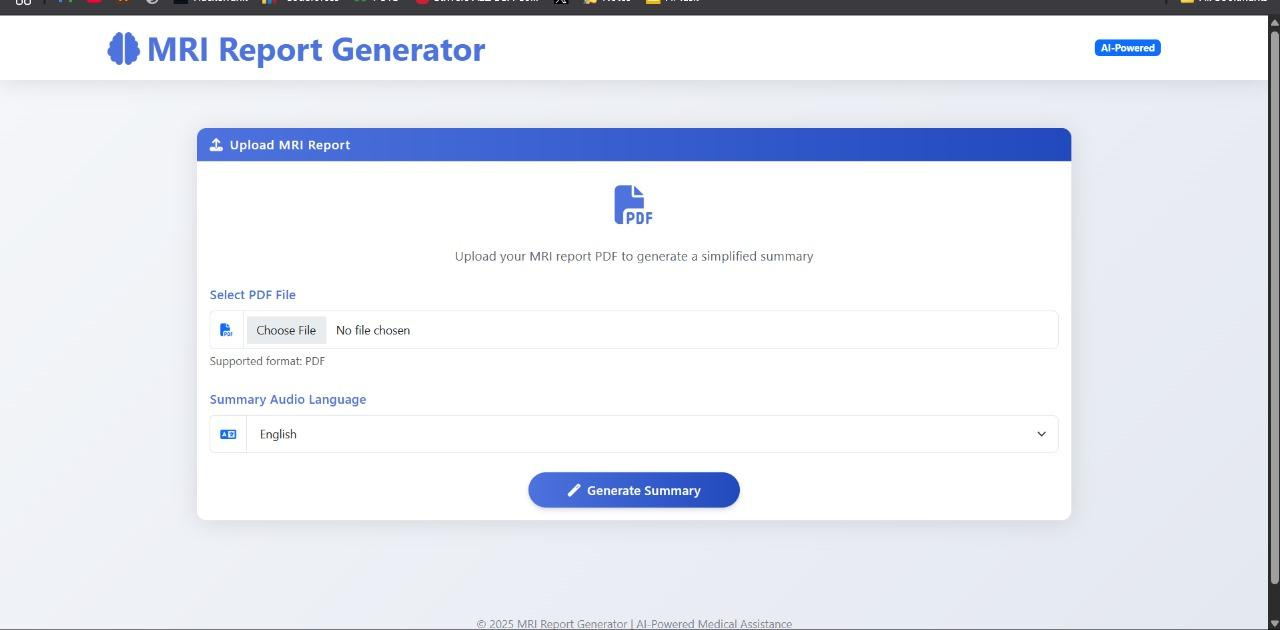 MRI Report Generator
AI-Powered
Upload MRI Report
PDF
Upload your MRI report PDF to generate a simplified summary
Select PDF File
Choose File No file chosen
Supported format: PDF
Summary Audio Language
English
Generate Summary
© 2025 MRI Report Generator | AI-Powered Medical Assistance